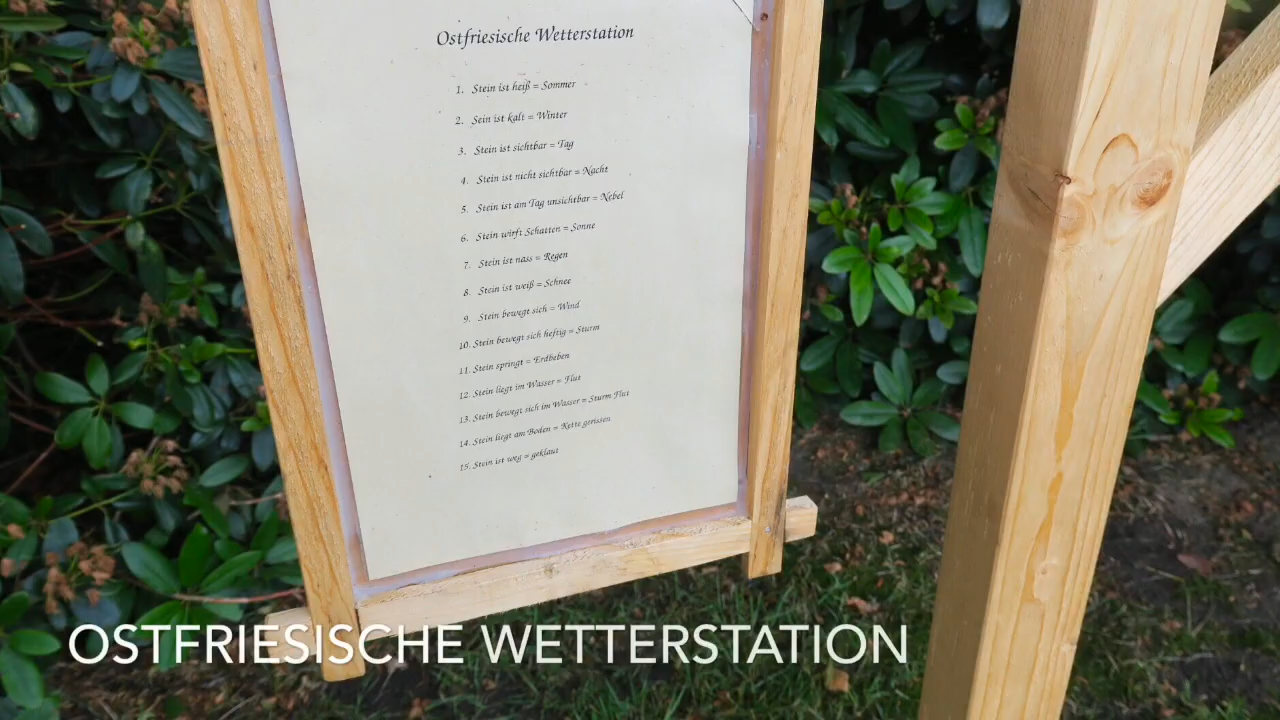 Ostfriesische Wetterstation
1. Stein ist heiß = Sommer
2. Sein ist kalt = Winter
3. Stein ist sichtbar = Tag
4. Stein ist nicht sichtbar = Nacht
5. Stein ist am Tag unsichtbar = Nebel
6. Stein wirft Schatten = Sonne
7. Stein ist nass = Regen
8. Stein ist weiß = Schnee
9. Stein bewegt sich = Wind
10. Stein bewegt sich heftig = Sturm
11. Stein springt = Erdbeben
12. Stein liegt im Wasser = Flut
13. Stein bewegt sich im Wasser = Sturm Flut
14. Stein liegt am Boden = Kette gerissen
15. Stein ist weg = geklaut
OSTFRIESISCHE WETTERSTATION